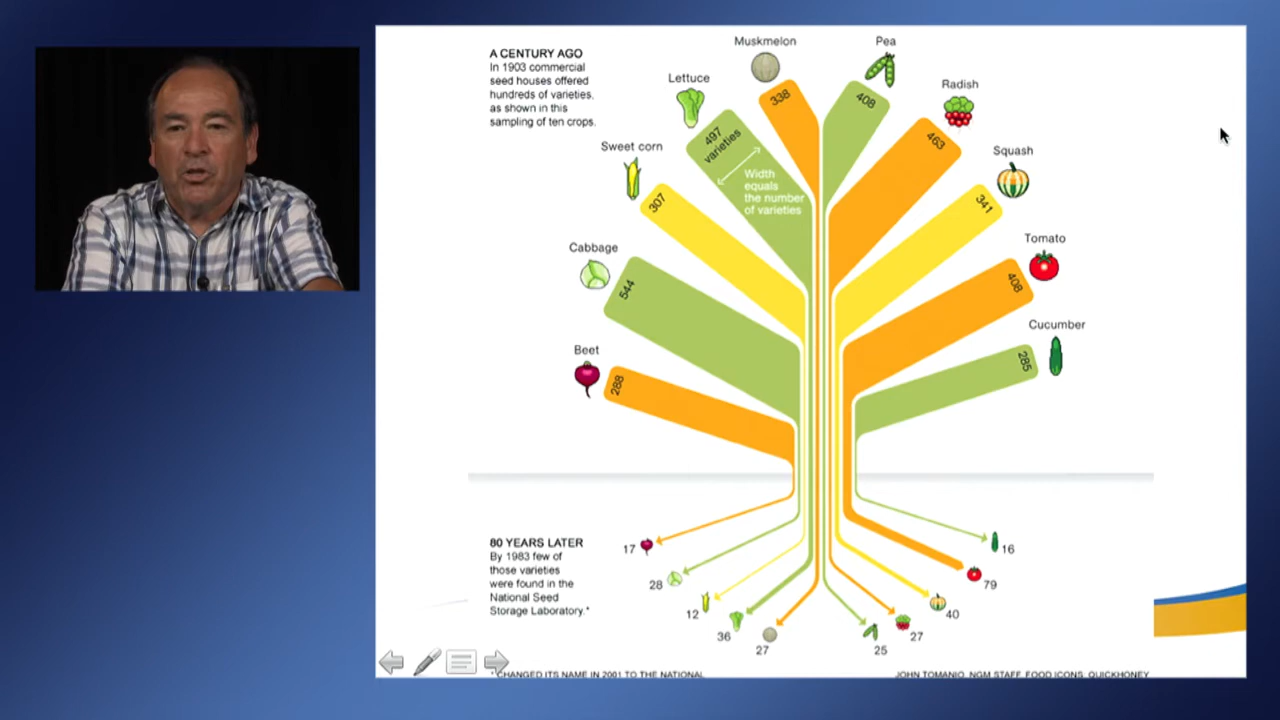 A CENTURY AGO
In 1903 commercial
seed houses offered
hundreds of varieties,
as shown in this
sampling of ten crops.
Muskmelon
338
Pea
408
Lettuce
497
varieties
Width
equals
the number
of varieties
Radish
463
Sweet corn
307
Squash
341
Cabbage
544
Tomato
408
Beet
288
Cucumber
285
80 YEARS LATER
By 1983 few of
those varieties
were found in the
National Seed
Storage Laboratory.*
17
28
12
36
27
25
27
40
79
16
* CHANGED ITS NAME IN 2001 TO THE NATIONAL
JOHN TOMANIO, NGM STAFF. FOOD ICONS: QUICKHONEY